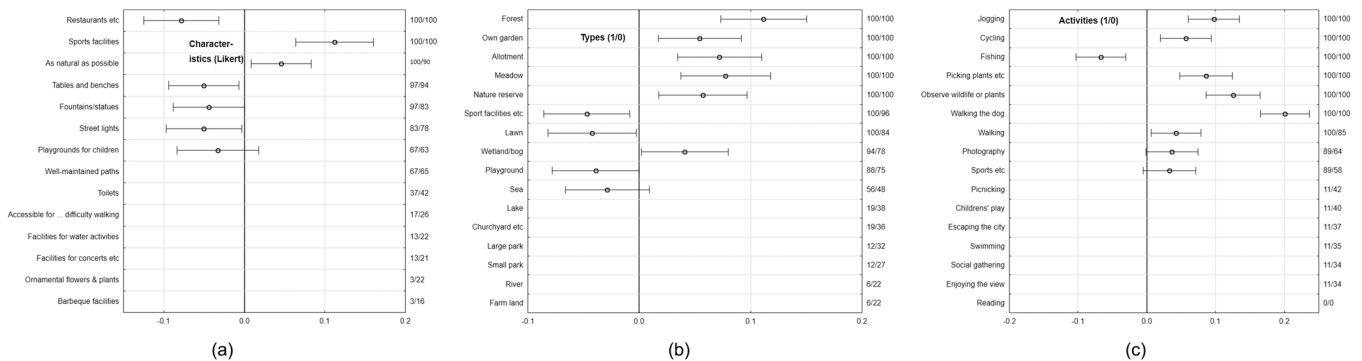 Restaurants etc 100/100
Sports facilities 100/100
Character-
istics (Likert)
As natural as possible 100/90
Tables and benches 97/94
Fountains/statues 97/83
Street lights 83/78
Playgrounds for children 67/63
Well-maintained paths 67/65
Toilets 37/42
Accessible for ... difficulty walking 17/26
Facilities for water activities 13/22
Facilities for concerts etc 13/21
Ornamental flowers & plants 3/22
Barbeque facilities 3/16
-0.1 0.0 0.1 0.2
(a)
Forest 100/100
Types (1/0)
Own garden 100/100
Allotment 100/100
Meadow 100/100
Nature reserve 100/100
Sport facilities etc 100/96
Lawn 100/84
Wetland/bog 94/78
Playground 88/75
Sea 56/48
Lake 19/38
Churchyard etc 19/36
Large park 12/32
Small park 12/27
River 6/22
Farm land 6/22
-0.1 0.0 0.1 0.2
(b)
Jogging Activities (1/0) 100/100
Cycling 100/100
Fishing 100/100
Picking plants etc 100/100
Observe wildlife or plants 100/100
Walking the dog 100/100
Walking 100/85
Photography 89/64
Sports etc 89/58
Picnicking 11/42
Childrens' play 11/40
Escaping the city 11/37
Swimming 11/35
Social gathering 11/34
Enjoying the view 11/34
Reading 0/0
-0.2 -0.1 0.0 0.1 0.2
(c)